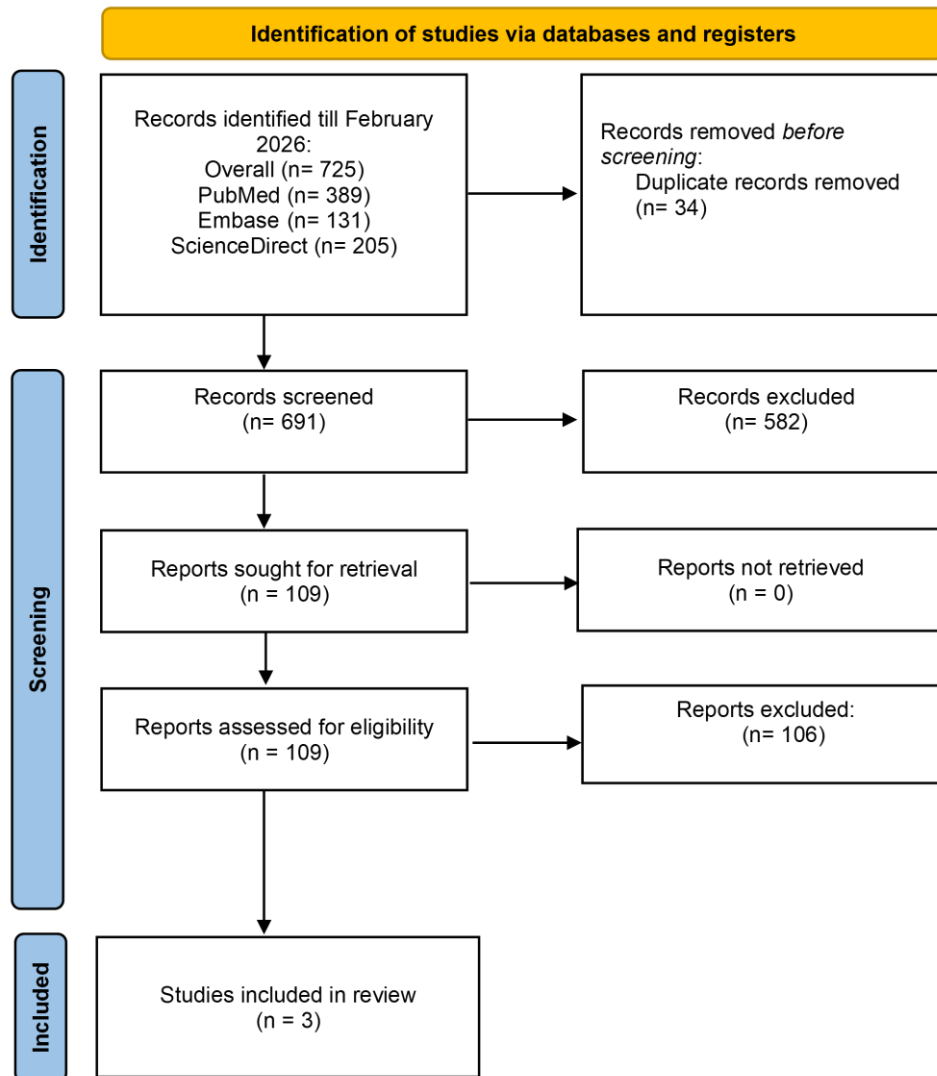 Identification of studies via databases and registers
Identification
Records identified till February
2026:
Overall (n= 725)
PubMed (n= 389)
Embase (n= 131)
ScienceDirect (n= 205)
Records removed before
screening:
Duplicate records removed
(n= 34)
Screening
Records screened
(n= 691)
Records excluded
(n= 582)
Reports sought for retrieval
(n = 109)
Reports not retrieved
(n = 0)
Reports assessed for eligibility
(n = 109)
Reports excluded:
(n= 106)
Included
Studies included in review
(n = 3)